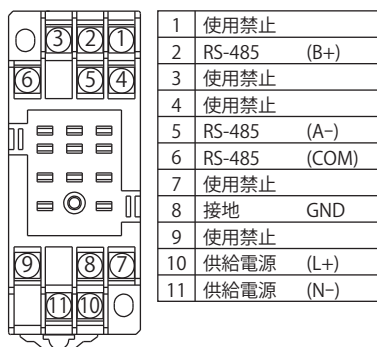 3 2 1
6 5 4
9 8 7
11 10
1 使用禁止
2 RS-485 (B+)
3 使用禁止
4 使用禁止
5 RS-485 (A−)
6 RS-485 (COM)
7 使用禁止
8 接地 GND
9 使用禁止
10 供給電源 (L+)
11 供給電源 (N−)